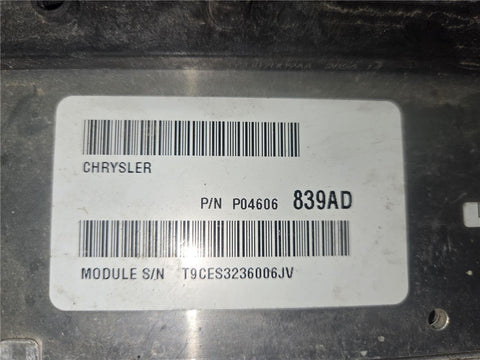 CHRYSLER
P/N P04606 839AD
MODULE S/N T9CES3236006JV